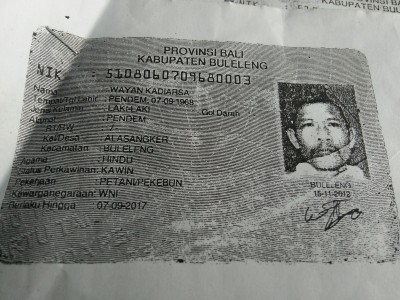 PROVINSI BALI
KABUPATEN BULELENG
NIK : 5108060709680003
Nama : WAYAN KADIARSA
Tempat/Tgl Lahir : PENDEM, 07-09-1968
Jenis Kelamin : LAKI-LAKI Gol Darah
Alamat : PENDEM
RT/RW
Kel/Desa : ALASANGKER
Kecamatan : BULELENG
Agama : HINDU
Status Perkawinan: KAWIN
Pekerjaan : PETANI/PEKEBUN
Kewarganegaraan: WNI
Berlaku Hingga : 07-09-2017
BULELENG
15-11-2012